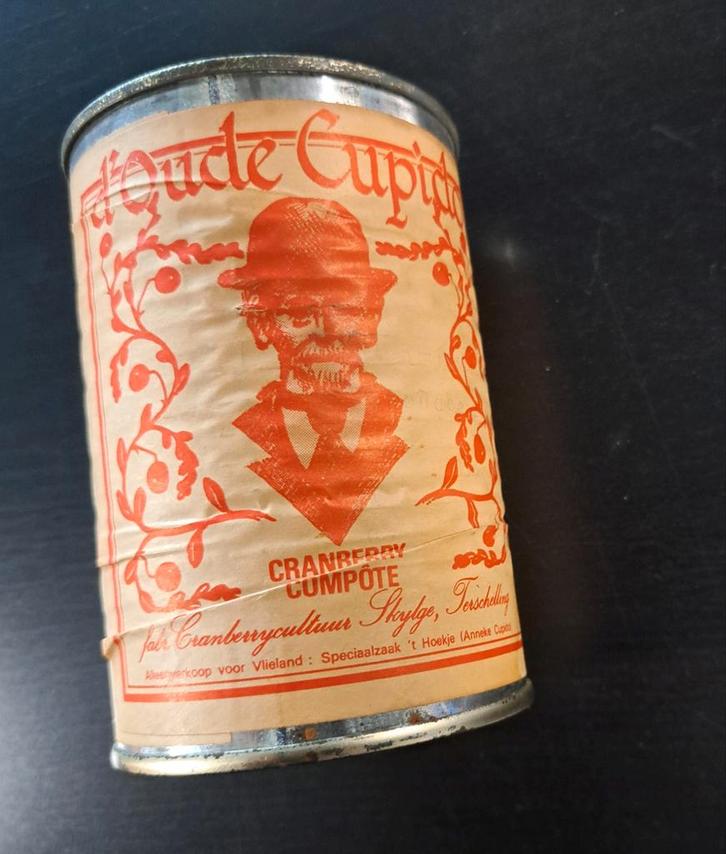 d'Oude Cupido
CRANBERRY
COMPÔTE
fabr. Cranberrycultuur Skylge, Terschelling
Alleenverkoop voor Vlieland : Speciaalzaak 't Hoekje (Anneke Cupido)